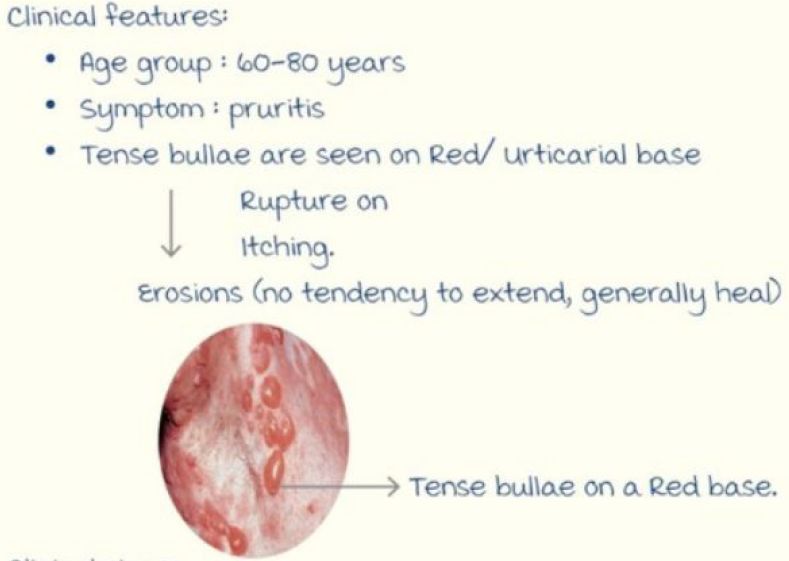 Clinical features:
• Age group : 60-80 years
• Symptom : pruritis
• Tense bullae are seen on Red/ urticarial base
Rupture on
Itching.
Erosions (no tendency to extend, generally heal)
Tense bullae on a Red base.